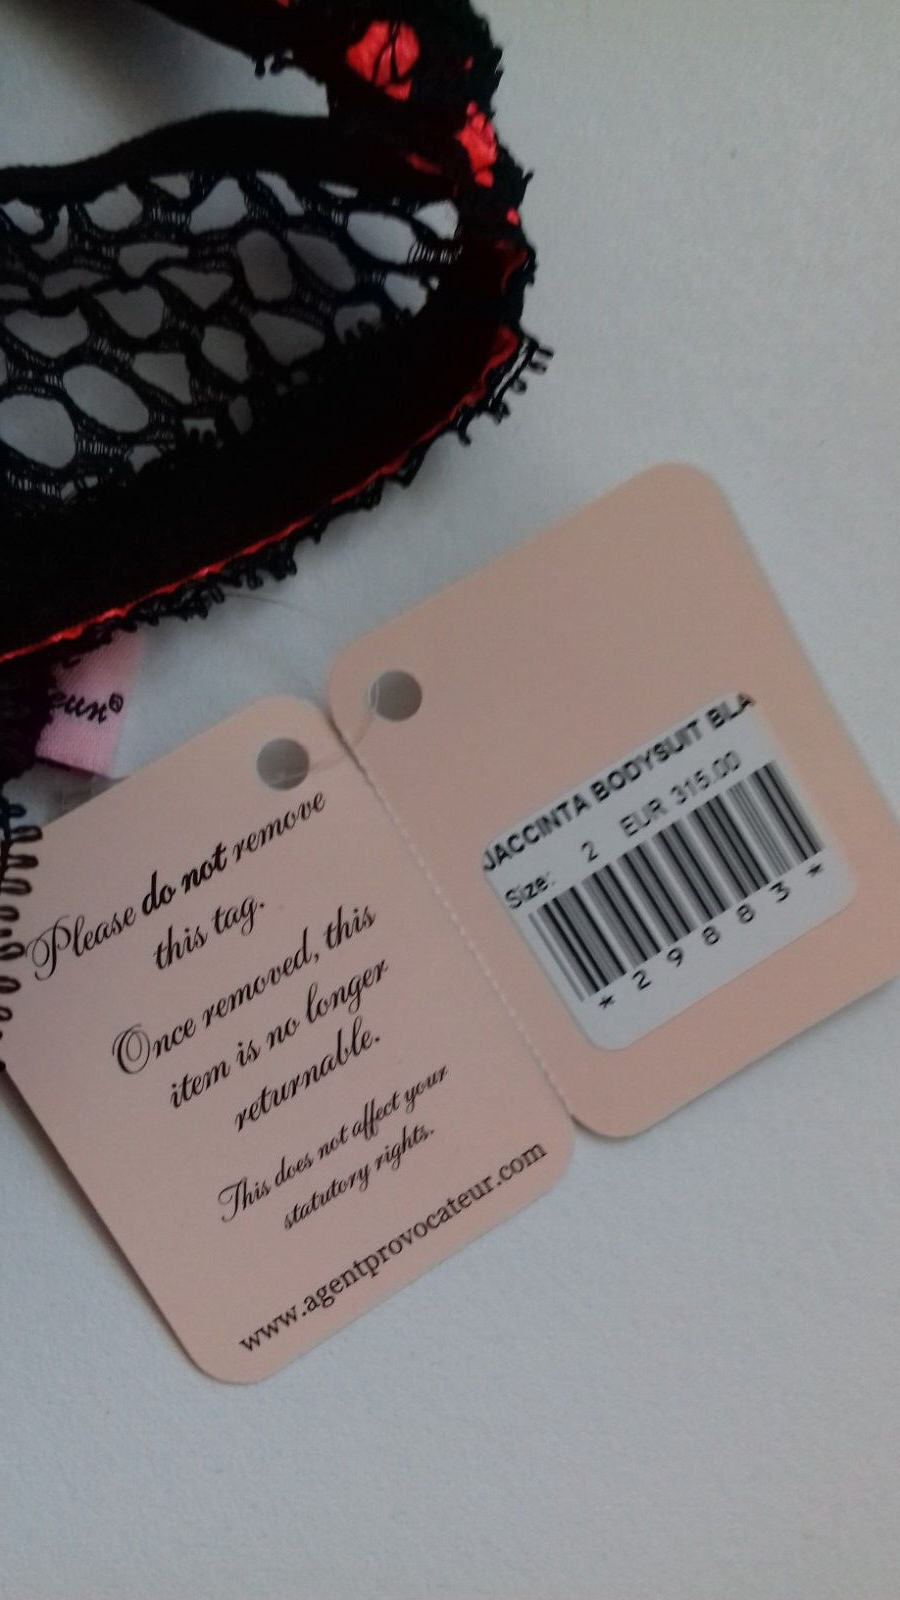 eur®
Please do not remove
this tag.
Once removed, this
item is no longer
returnable.
This does not affect your
statutory rights.
www.agentprovocateur.com
JACCINTA BODYSUIT BLA
Size: 2 EUR 315.00
* 2 9 8 8 3 *